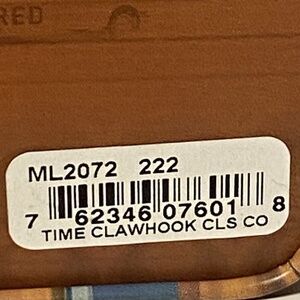 RED
ML2072 222
7 62346 07601 8
TIME CLAWHOOK CLS CO